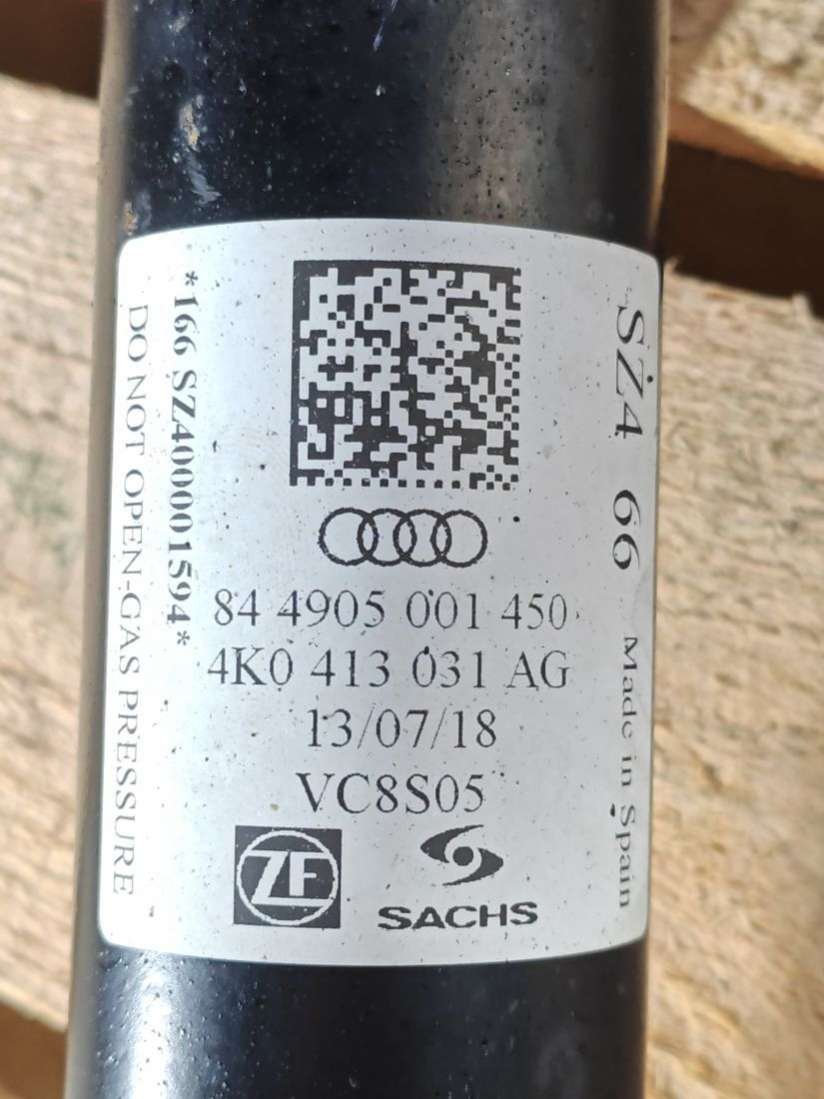 84 4905 001 450
4K0 413 031 AG
13/07/18
VC8S05
ZF
SACHS
*166 SZ400001594*
DO NOT OPEN-GAS PRESSURE
SZ4 66 Made in Spain